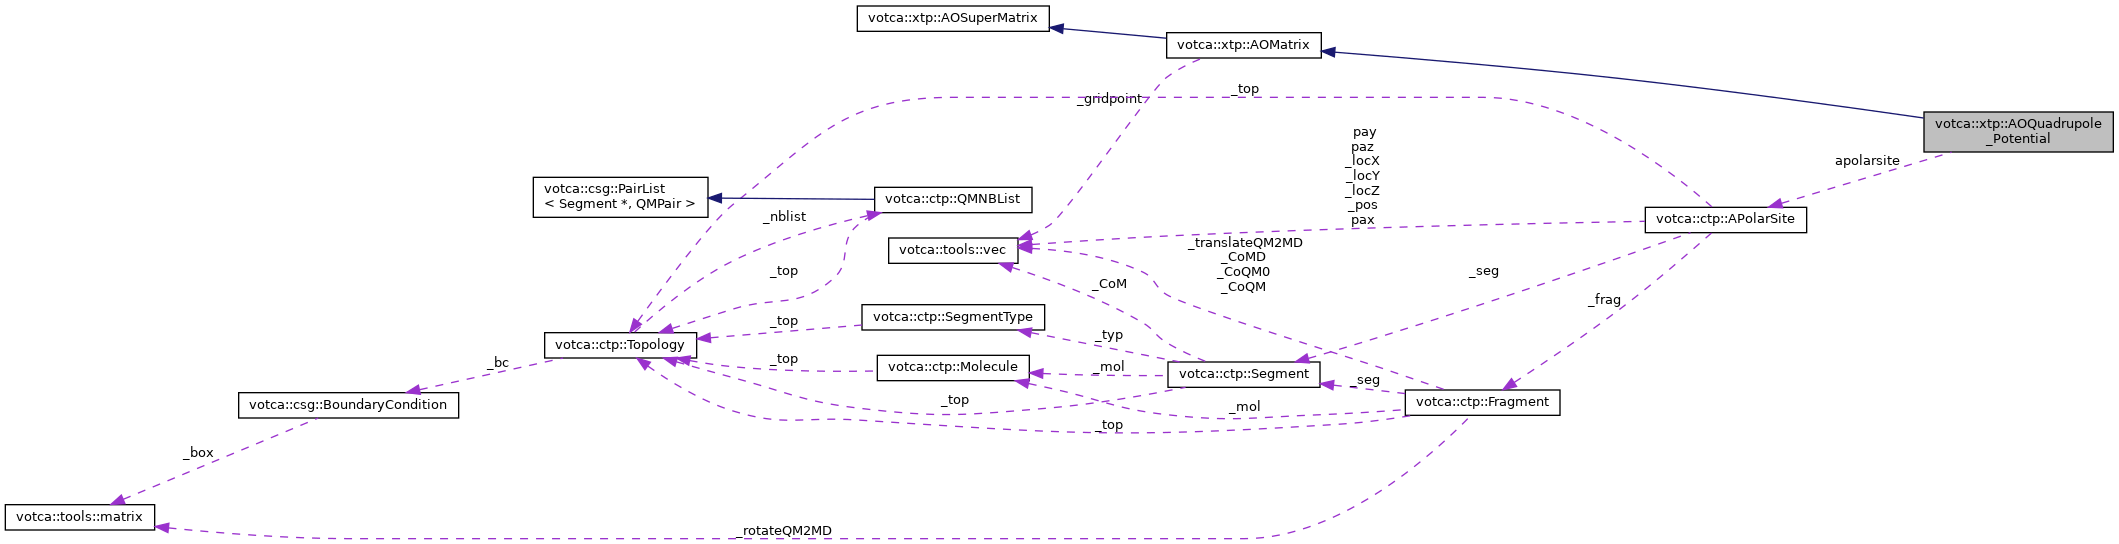 votca::xtp::AOSuperMatrix
votca::xtp::AOMatrix
_gridpoint
_top
votca::xtp::AOQuadrupole
_Potential
apolarsite
pay
paz
_locX
_locY
_locZ
_pos
pax
votca::csg::PairList
< Segment *, QMPair >
votca::ctp::QMNBList
votca::ctp::APolarSite
_nblist
votca::tools::vec
_translateQM2MD
_CoMD
_CoQM0
_CoQM
_top
_CoM
_seg
_frag
votca::ctp::SegmentType
_top
_typ
votca::ctp::Topology
_bc
_top
votca::ctp::Molecule
_mol
votca::ctp::Segment
_seg
votca::ctp::Fragment
votca::csg::BoundaryCondition
_top
_mol
_top
_box
votca::tools::matrix
_rotateQM2MD